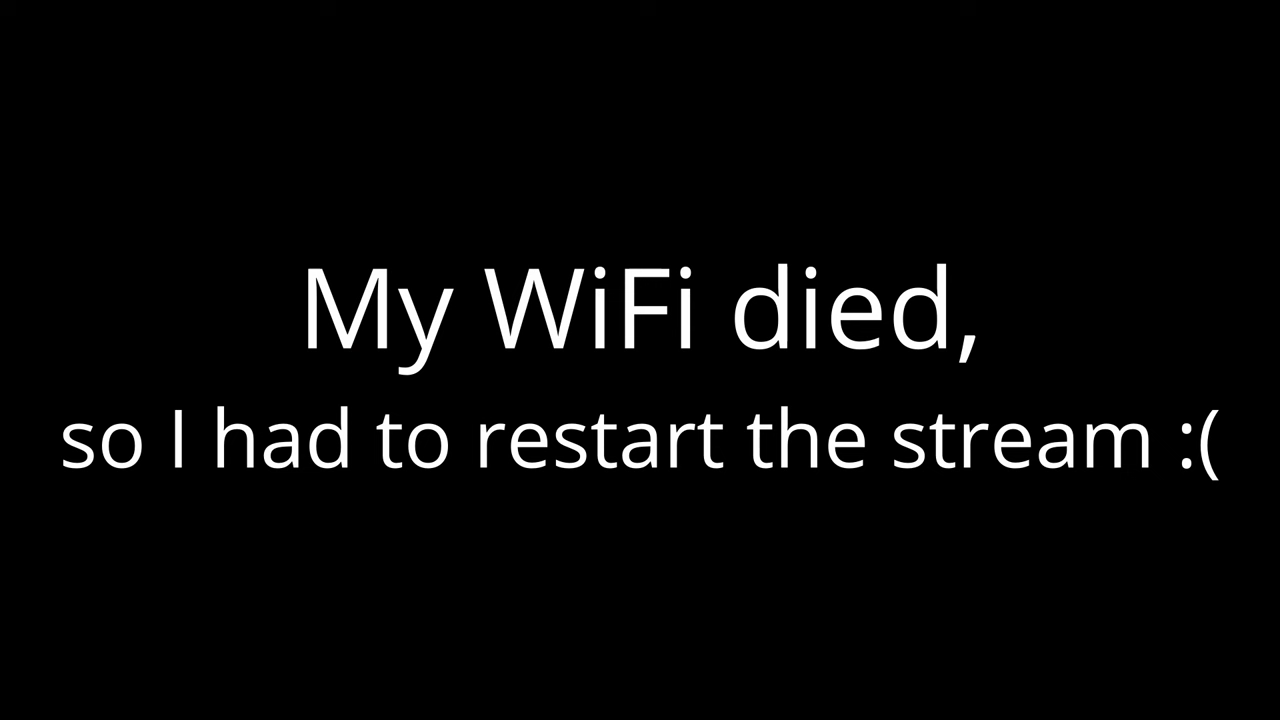 My WiFi died,
so I had to restart the stream :(